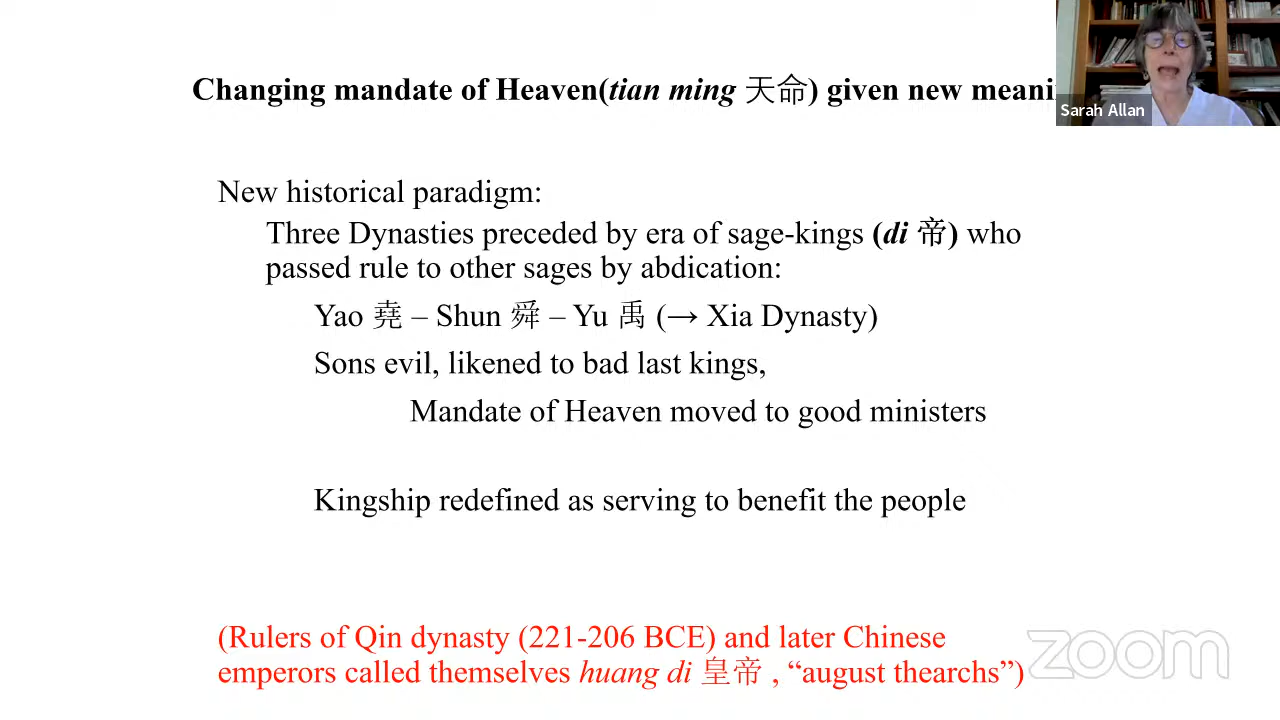 Changing mandate of Heaven(tian ming 天命) given new meani
Sarah Allan
New historical paradigm:
Three Dynasties preceded by era of sage-kings (di 帝) who
passed rule to other sages by abdication:
Yao 堯 – Shun 舜 – Yu 禹 (→ Xia Dynasty)
Sons evil, likened to bad last kings,
Mandate of Heaven moved to good ministers
Kingship redefined as serving to benefit the people
(Rulers of Qin dynasty (221-206 BCE) and later Chinese
emperors called themselves huang di 皇帝 , “august thearchs”)
zoom